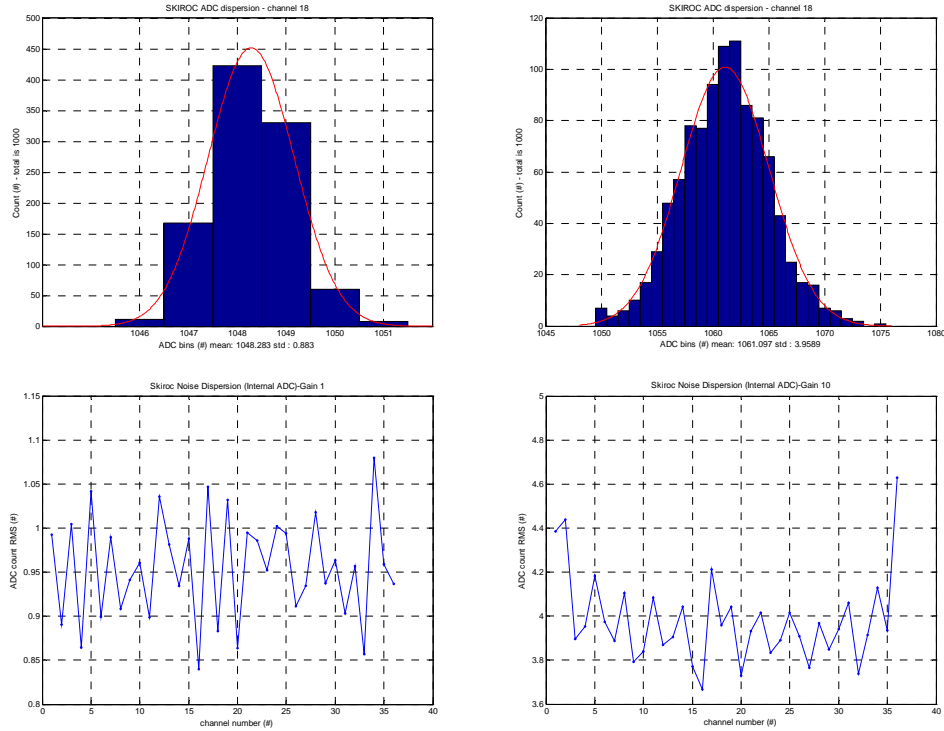 SKIROC ADC dispersion - channel 18
500
450
400
350
300
250
200
150
100
50
0
Count (#) - total is 1000
1046 1047 1048 1049 1050 1051
ADC bins (#) mean: 1048.283 std : 0.883
SKIROC ADC dispersion - channel 18
120
100
80
60
40
20
0
Count (#) - total is 1000
1045 1050 1055 1060 1065 1070 1075 1080
ADC bins (#) mean: 1061.097 std : 3.9589
Skiroc Noise Dispersion (Internal ADC)-Gain 1
1.15
1.1
1.05
1
0.95
0.9
0.85
0.8
ADC count RMS (#)
0 5 10 15 20 25 30 35 40
channel number (#)
Skiroc Noise Dispersion (Internal ADC)-Gain 10
5
4.8
4.6
4.4
4.2
4
3.8
3.6
ADC count RMS (#)
0 5 10 15 20 25 30 35 40
channel number (#)